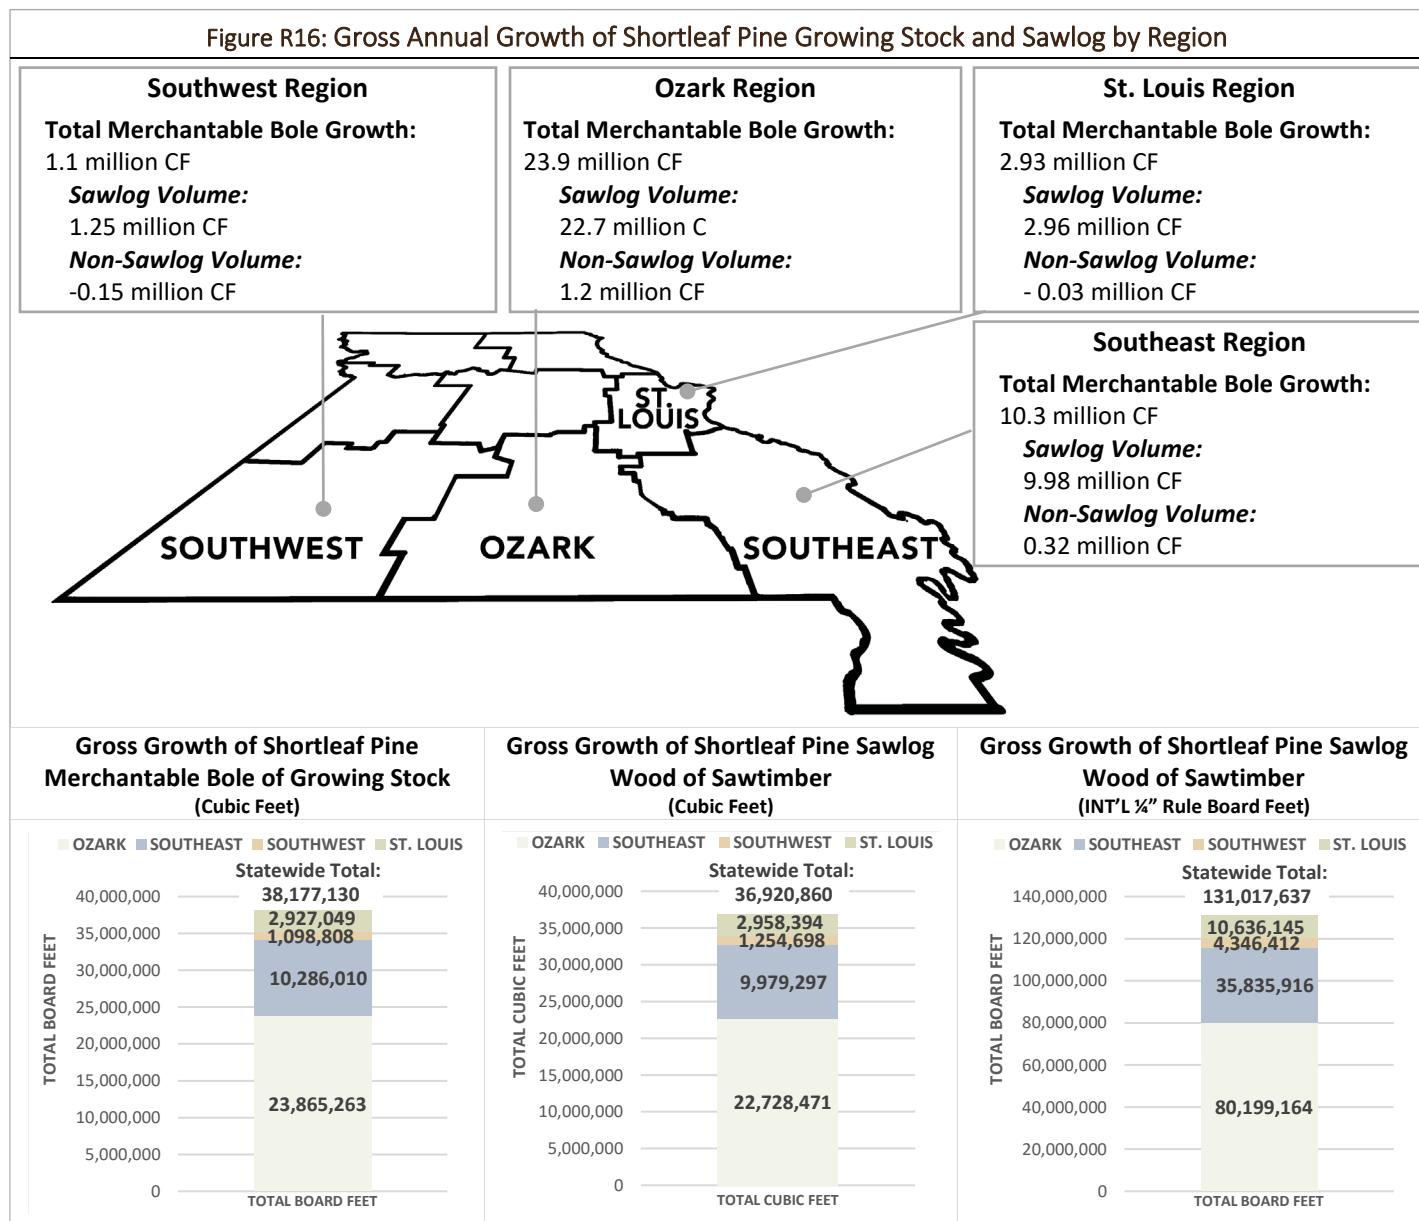 Figure R16: Gross Annual Growth of Shortleaf Pine Growing Stock and Sawlog by Region
Southwest Region
Total Merchantable Bole Growth:
1.1 million CF
Sawlog Volume:
1.25 million CF
Non-Sawlog Volume:
-0.15 million CF
Ozark Region
Total Merchantable Bole Growth:
23.9 million CF
Sawlog Volume:
22.7 million C
Non-Sawlog Volume:
1.2 million CF
St. Louis Region
Total Merchantable Bole Growth:
2.93 million CF
Sawlog Volume:
2.96 million CF
Non-Sawlog Volume:
- 0.03 million CF
Southeast Region
Total Merchantable Bole Growth:
10.3 million CF
Sawlog Volume:
9.98 million CF
Non-Sawlog Volume:
0.32 million CF
ST.
LOUIS
SOUTHWEST
OZARK
SOUTHEAST
Gross Growth of Shortleaf Pine
Merchantable Bole of Growing Stock
(Cubic Feet)
OZARK SOUTHEAST SOUTHWEST ST. LOUIS
Statewide Total:
38,177,130
TOTAL BOARD FEET
40,000,000
35,000,000
30,000,000
25,000,000
20,000,000
15,000,000
10,000,000
5,000,000
0
2,927,049
1,098,808
10,286,010
23,865,263
TOTAL BOARD FEET
Gross Growth of Shortleaf Pine Sawlog
Wood of Sawtimber
(Cubic Feet)
OZARK SOUTHEAST SOUTHWEST ST. LOUIS
Statewide Total:
36,920,860
TOTAL CUBIC FEET
40,000,000
35,000,000
30,000,000
25,000,000
20,000,000
15,000,000
10,000,000
5,000,000
0
2,958,394
1,254,698
9,979,297
22,728,471
TOTAL CUBIC FEET
Gross Growth of Shortleaf Pine Sawlog
Wood of Sawtimber
(INT'L ¼” Rule Board Feet)
OZARK SOUTHEAST SOUTHWEST ST. LOUIS
Statewide Total:
131,017,637
TOTAL BOARD FEET
140,000,000
120,000,000
100,000,000
80,000,000
60,000,000
40,000,000
20,000,000
0
10,636,145
4,346,412
35,835,916
80,199,164
TOTAL BOARD FEET